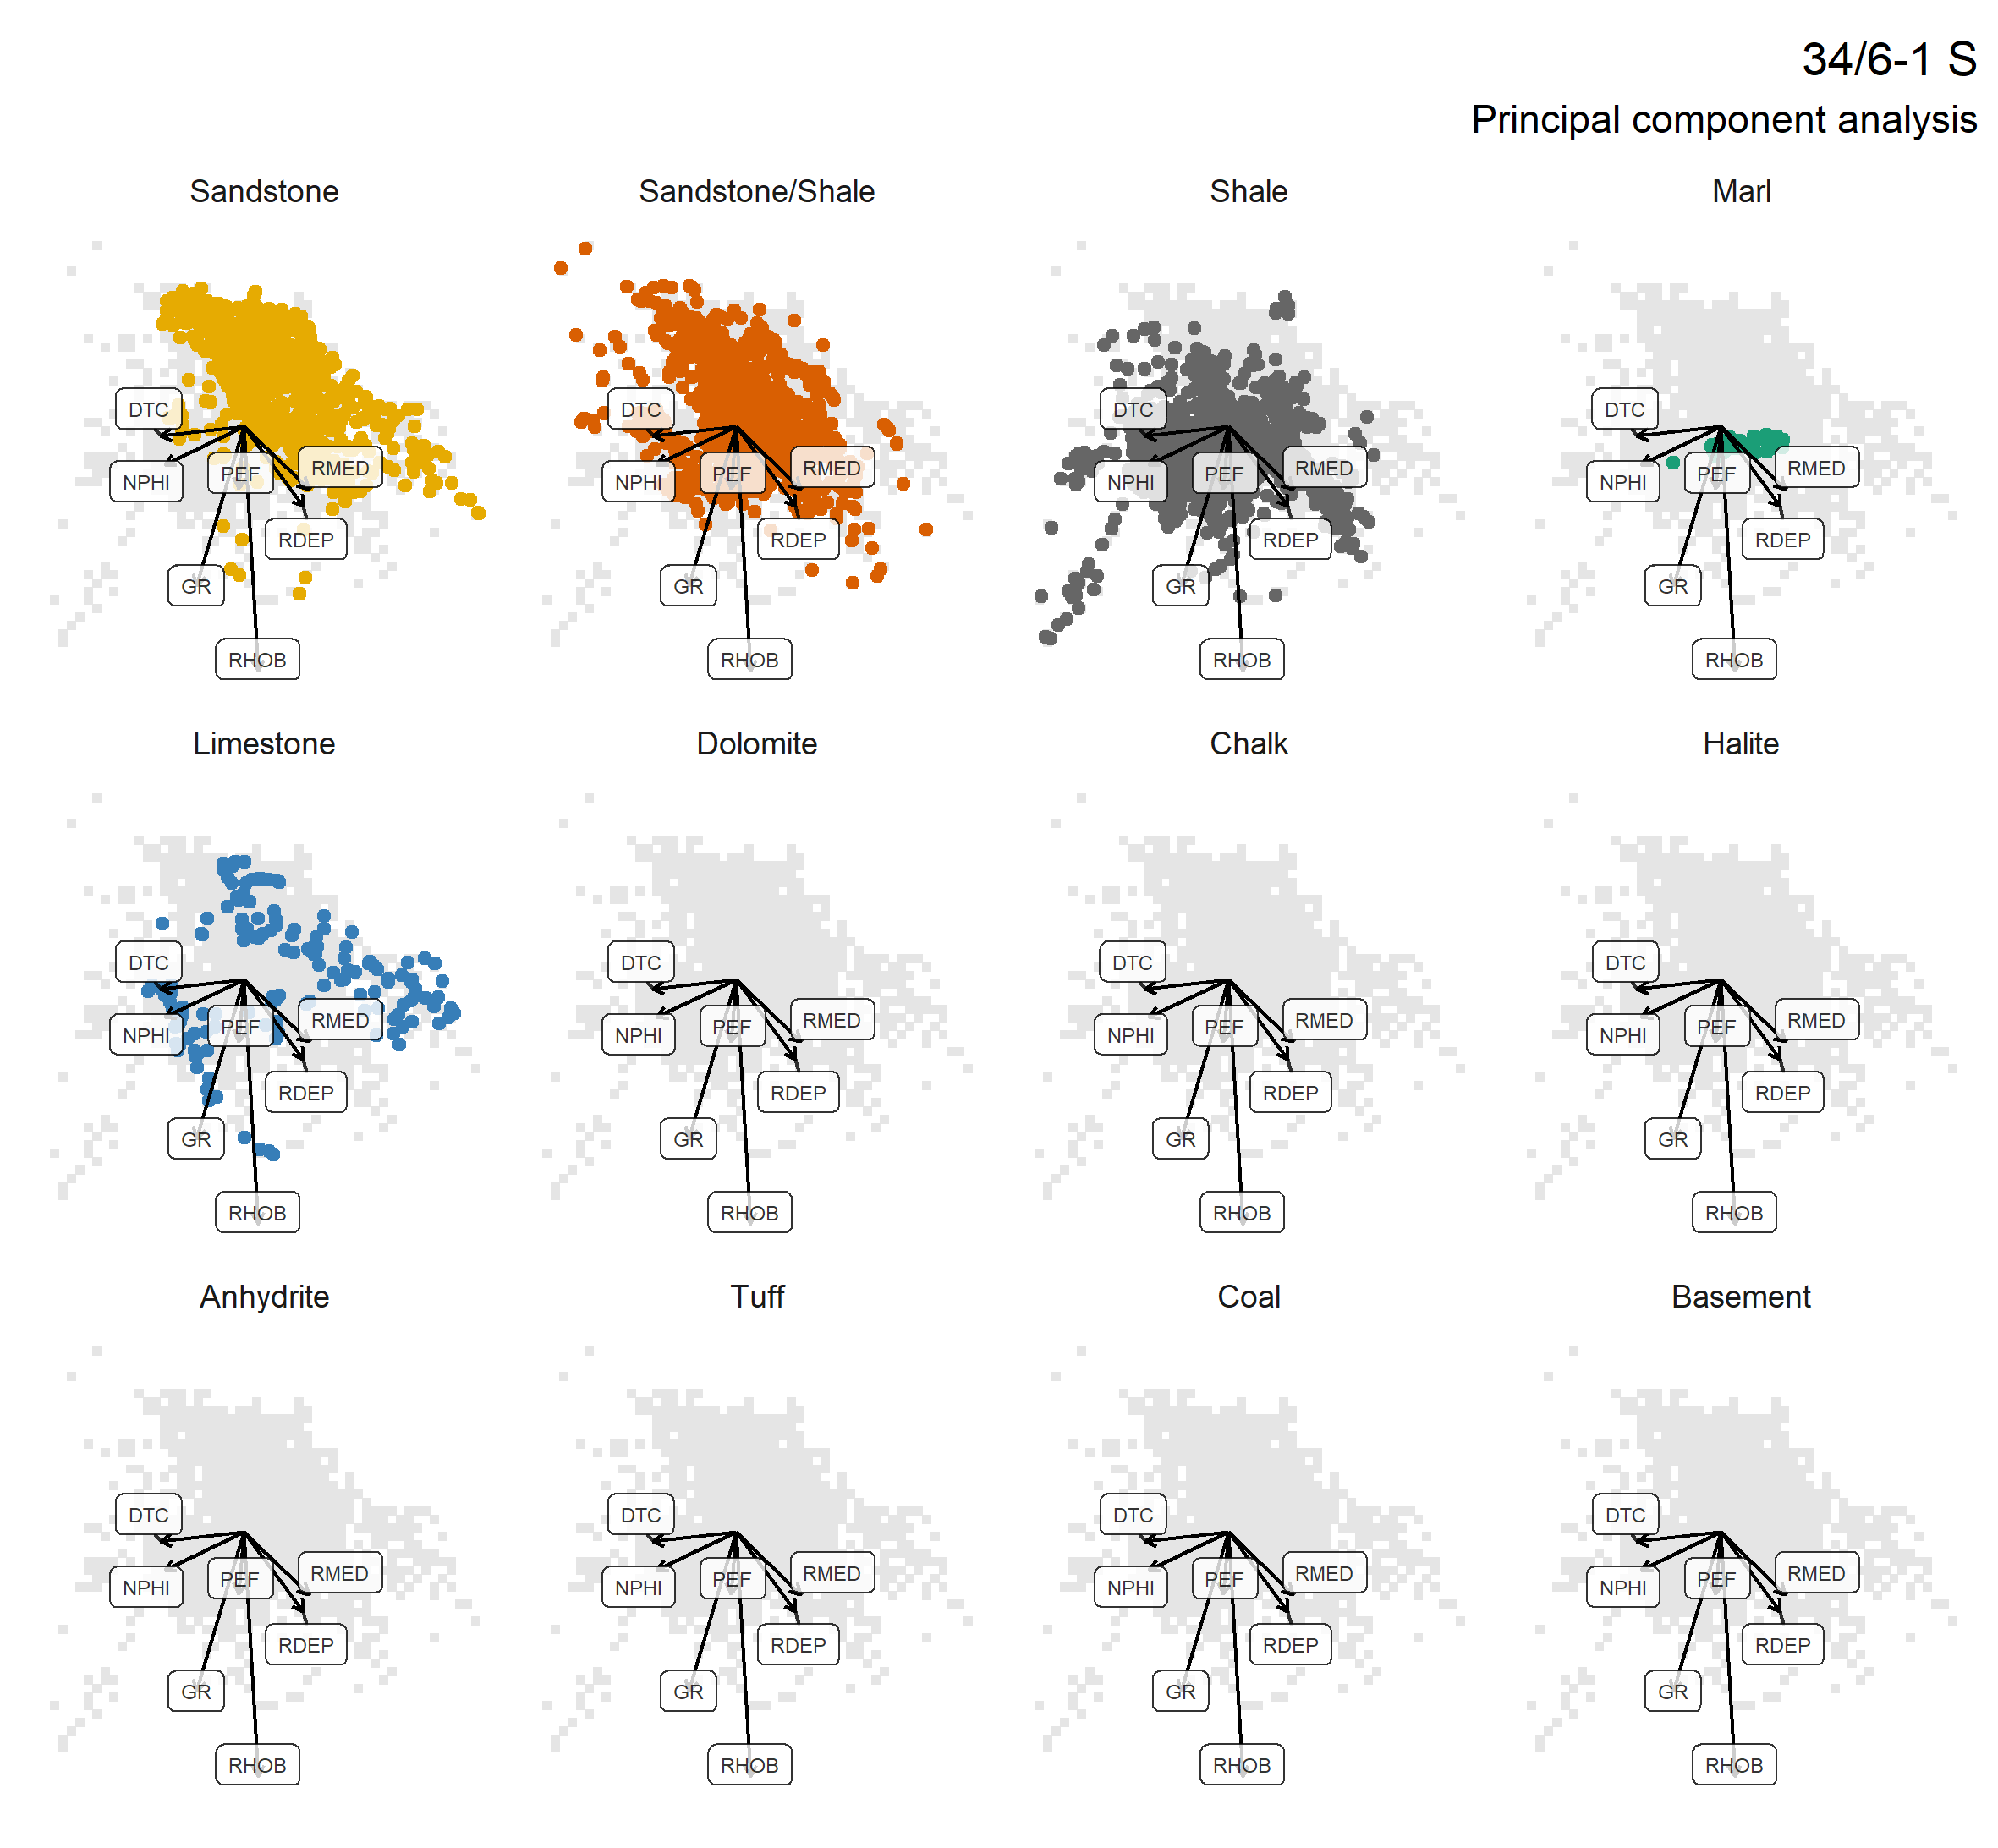 34/6-1 S
Principal component analysis
Sandstone
DTC
NPHI
PEF
RMED
RDEP
GR
RHOB
Sandstone/Shale
DTC
NPHI
PEF
RMED
RDEP
GR
RHOB
Shale
DTC
NPHI
PEF
RMED
RDEP
GR
RHOB
Marl
DTC
NPHI
PEF
RMED
RDEP
GR
RHOB
Limestone
DTC
NPHI
PEF
RMED
RDEP
GR
RHOB
Dolomite
DTC
NPHI
PEF
RMED
RDEP
GR
RHOB
Chalk
DTC
NPHI
PEF
RMED
RDEP
GR
RHOB
Halite
DTC
NPHI
PEF
RMED
RDEP
GR
RHOB
Anhydrite
DTC
NPHI
PEF
RMED
RDEP
GR
RHOB
Tuff
DTC
NPHI
PEF
RMED
RDEP
GR
RHOB
Coal
DTC
NPHI
PEF
RMED
RDEP
GR
RHOB
Basement
DTC
NPHI
PEF
RMED
RDEP
GR
RHOB